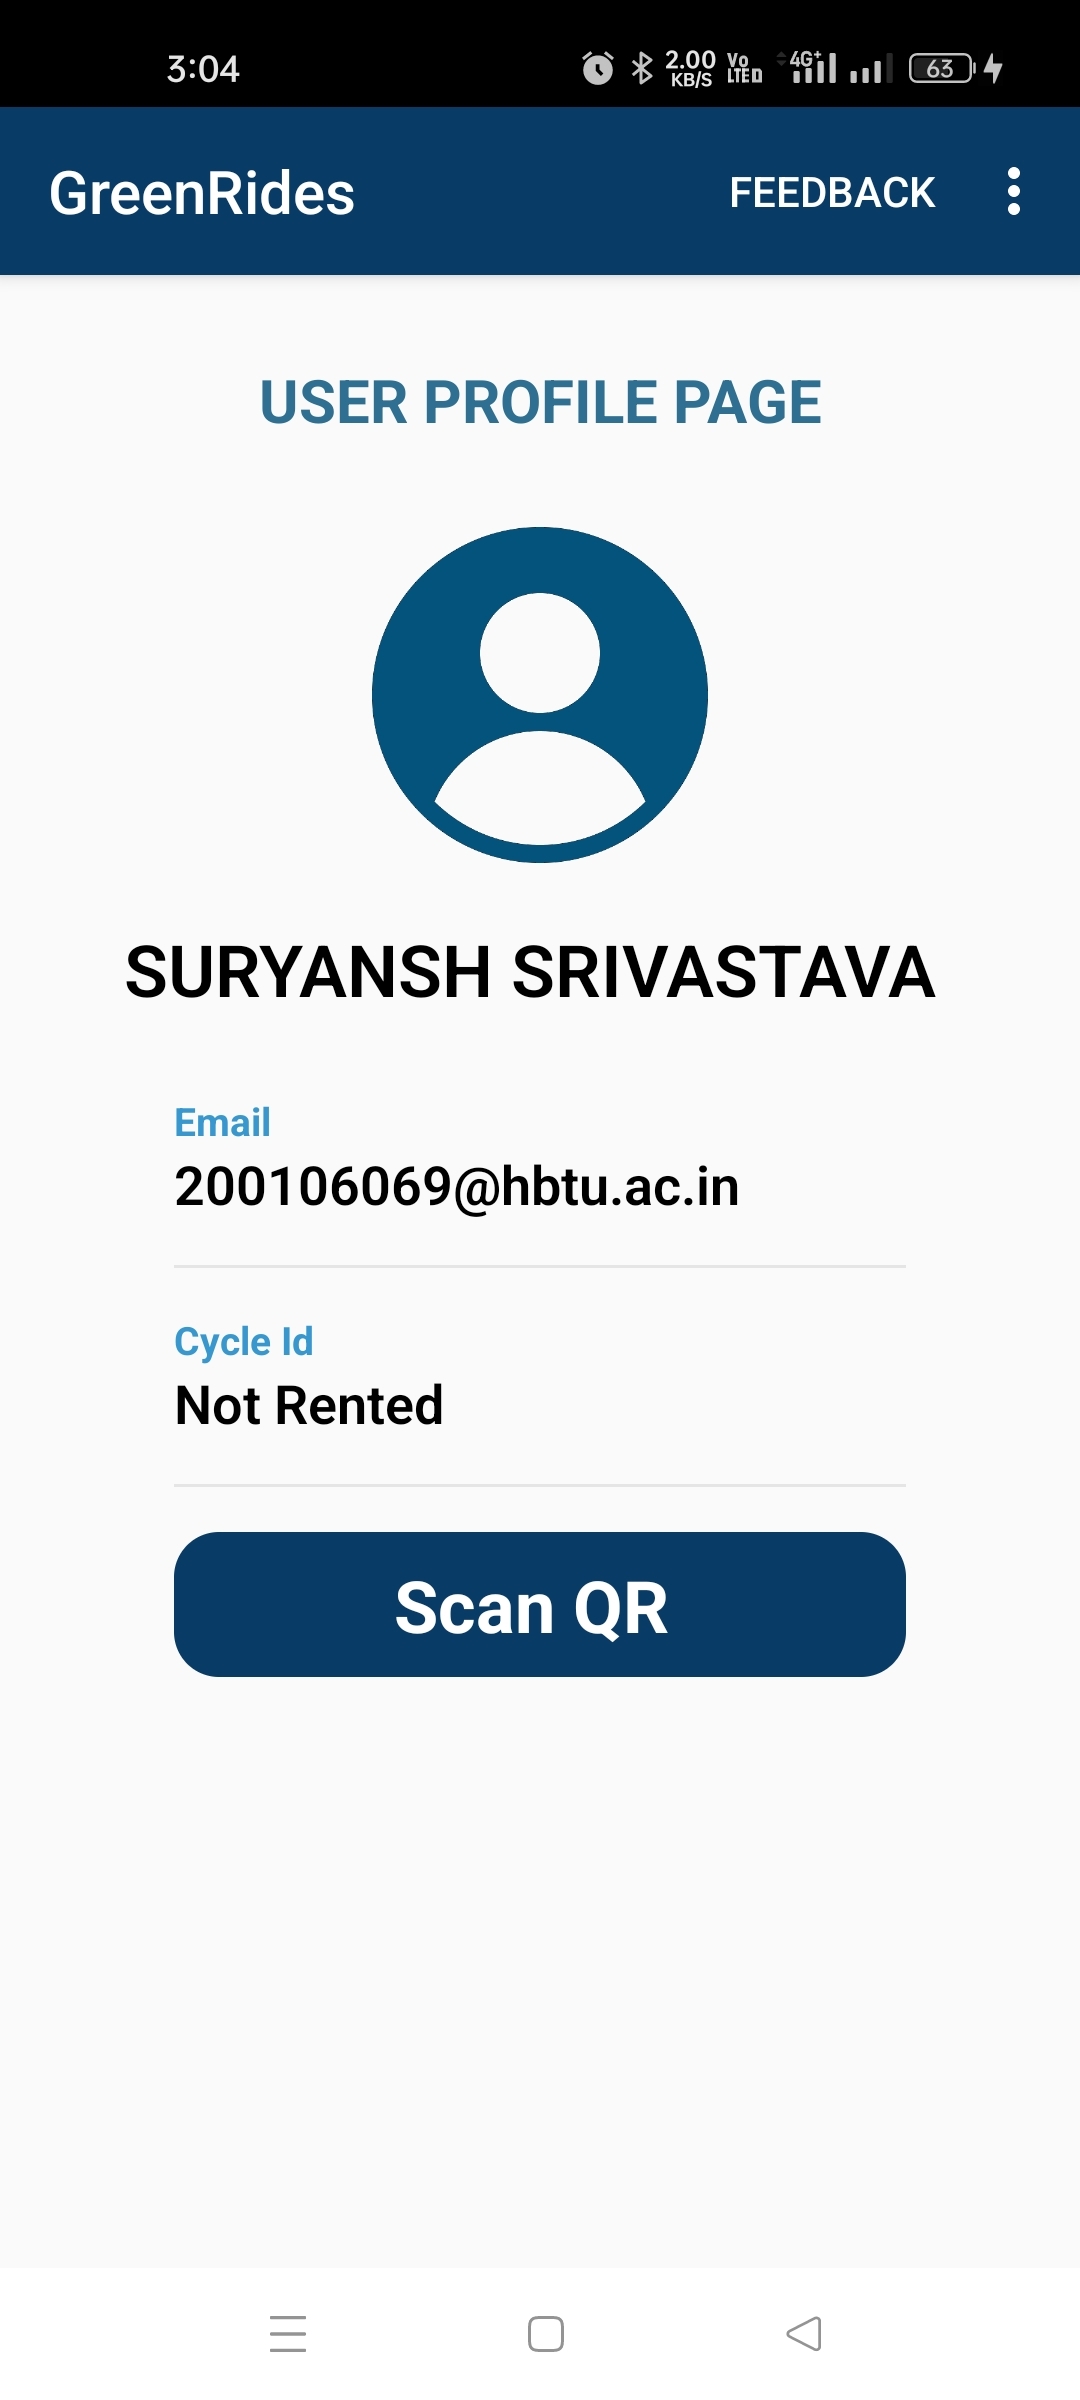 3:04
2.00
KB/S
Vo
LTE D
4G+
63
GreenRides
FEEDBACK
USER PROFILE PAGE
SURYANSH SRIVASTAVA
Email
200106069@hbtu.ac.in
Cycle Id
Not Rented
Scan QR